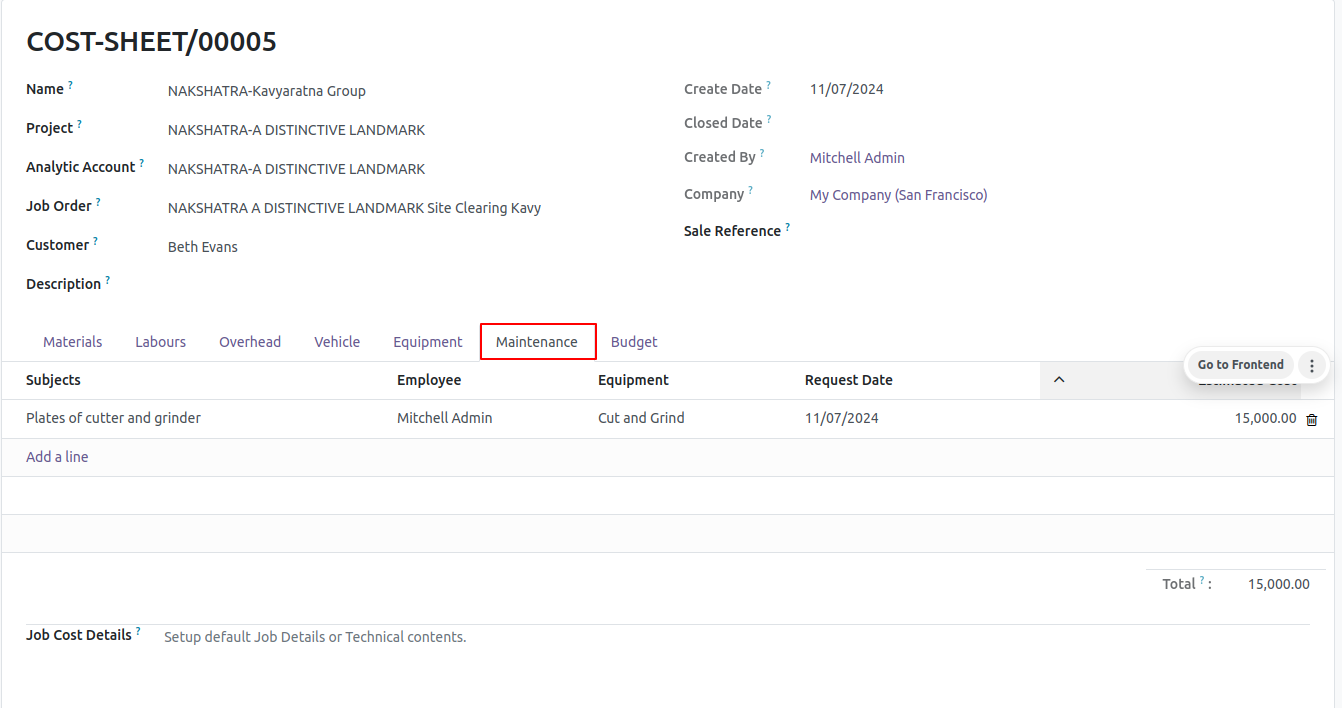 COST-SHEET/00005
Name ? NAKSHATRA-Kavyaratna Group
Project ? NAKSHATRA-A DISTINCTIVE LANDMARK
Analytic Account ? NAKSHATRA-A DISTINCTIVE LANDMARK
Job Order ? NAKSHATRA A DISTINCTIVE LANDMARK Site Clearing Kavy
Customer ? Beth Evans
Description ?
Create Date ? 11/07/2024
Closed Date ?
Created By ? Mitchell Admin
Company ? My Company (San Francisco)
Sale Reference ?
Materials Labours Overhead Vehicle Equipment Maintenance Budget
Go to Frontend
Subjects Employee Equipment Request Date
Plates of cutter and grinder Mitchell Admin Cut and Grind 11/07/2024 15,000.00
Add a line
Total ? : 15,000.00
Job Cost Details ? Setup default Job Details or Technical contents.